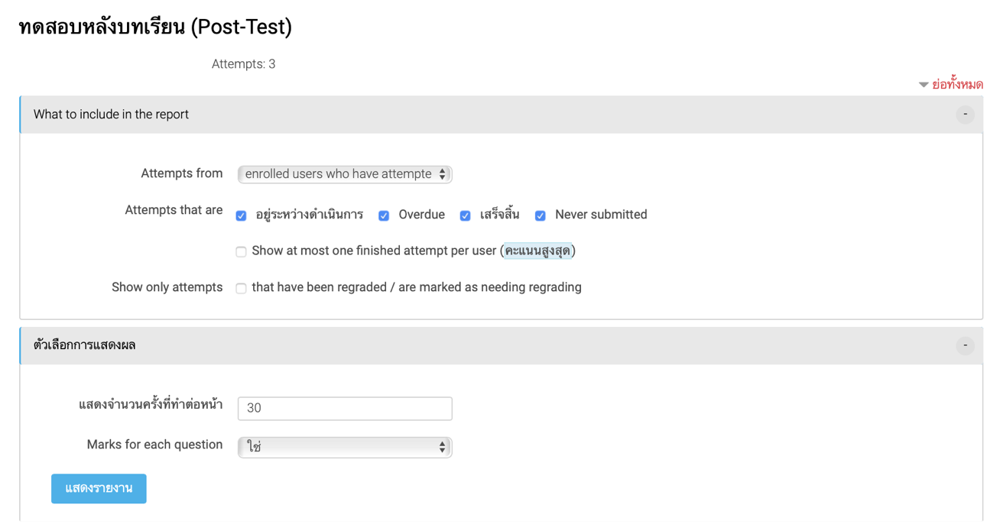 ทดสอบหลังบทเรียน (Post-Test)
Attempts: 3
ย่อทั้งหมด
What to include in the report
-
Attempts from enrolled users who have attempte
Attempts that are อยู่ระหว่างดำเนินการ Overdue เสร็จสิ้น Never submitted
Show at most one finished attempt per user (คะแนนสูงสุด)
Show only attempts that have been regraded / are marked as needing regrading
ตัวเลือกการแสดงผล
-
แสดงจำนวนครั้งที่ทำต่อหน้า 30
Marks for each question ใช่
แสดงรายงาน